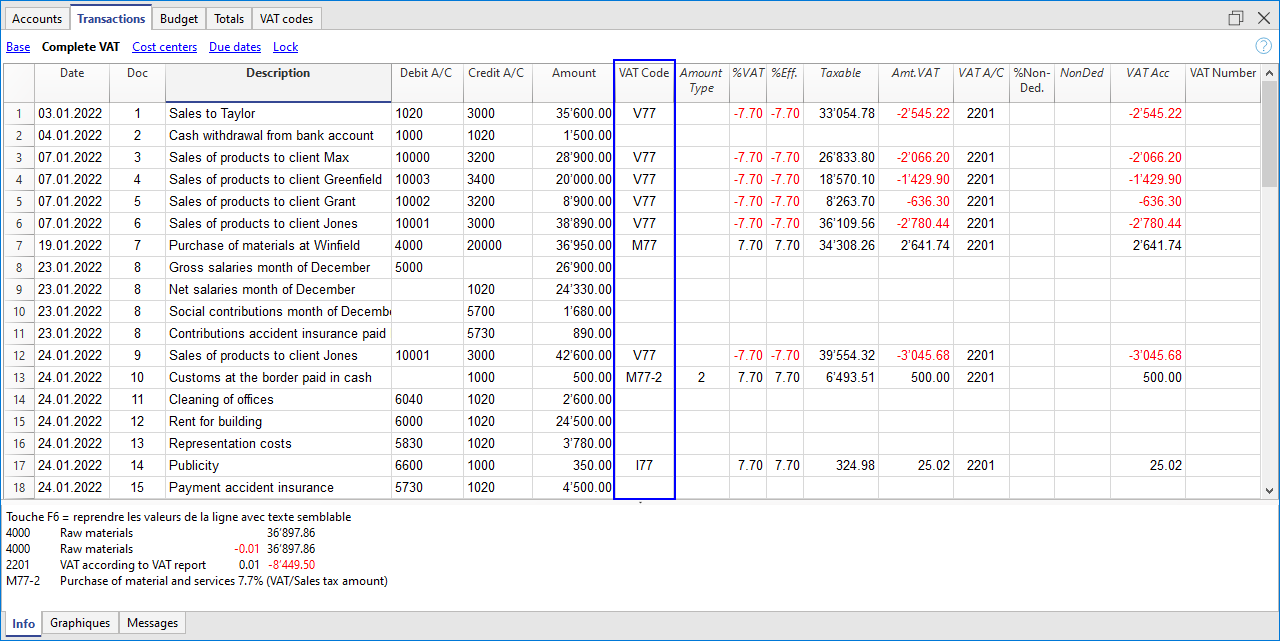 Accounts Transactions Budget Totals VAT codes
Base Complete VAT Cost centers Due dates Lock ?
Date Doc Description Debit A/C Credit A/C Amount VAT Code Amount Type %VAT %Eff. Taxable Amt.VAT VAT A/C %Non-Ded. NonDed VAT Acc VAT Number
1 03.01.2022 1 Sales to Taylor 1020 3000 35'600.00 V77 -7.70 -7.70 33'054.78 -2'545.22 2201 -2'545.22
2 04.01.2022 2 Cash withdrawal from bank account 1000 1020 1'500.00
3 07.01.2022 3 Sales of products to client Max 10000 3200 28'900.00 V77 -7.70 -7.70 26'833.80 -2'066.20 2201 -2'066.20
4 07.01.2022 4 Sales of products to client Greenfield 10003 3400 20'000.00 V77 -7.70 -7.70 18'570.10 -1'429.90 2201 -1'429.90
5 07.01.2022 5 Sales of products to client Grant 10002 3200 8'900.00 V77 -7.70 -7.70 8'263.70 -636.30 2201 -636.30
6 07.01.2022 6 Sales of products to client Jones 10001 3000 38'890.00 V77 -7.70 -7.70 36'109.56 -2'780.44 2201 -2'780.44
7 19.01.2022 7 Purchase of materials at Winfield 4000 20000 36'950.00 M77 7.70 7.70 34'308.26 2'641.74 2201 2'641.74
8 23.01.2022 8 Gross salaries month of December 5000 26'900.00
9 23.01.2022 8 Net salaries month of December 1020 24'330.00
10 23.01.2022 8 Social contributions month of Decemb 5700 1'680.00
11 23.01.2022 8 Contributions accident insurance paid 5730 890.00
12 24.01.2022 9 Sales of products to client Jones 10001 3000 42'600.00 V77 -7.70 -7.70 39'554.32 -3'045.68 2201 -3'045.68
13 24.01.2022 10 Customs at the border paid in cash 1000 500.00 M77-2 2 7.70 7.70 6'493.51 500.00 2201 500.00
14 24.01.2022 11 Cleaning of offices 6040 1020 2'600.00
15 24.01.2022 12 Rent for building 6000 1020 24'500.00
16 24.01.2022 13 Representation costs 5830 1020 3'780.00
17 24.01.2022 14 Publicity 6600 1000 350.00 I77 7.70 7.70 324.98 25.02 2201 25.02
18 24.01.2022 15 Payment accident insurance 5730 1020 4'500.00
Touche F6 = reprendre les valeurs de la ligne avec texte semblable
4000 Raw materials 36'897.86
4000 Raw materials -0.01 36'897.86
2201 VAT according to VAT report 0.01 -8'449.50
M77-2 Purchase of material and services 7.7% (VAT/Sales tax amount)
Info Graphiques Messages